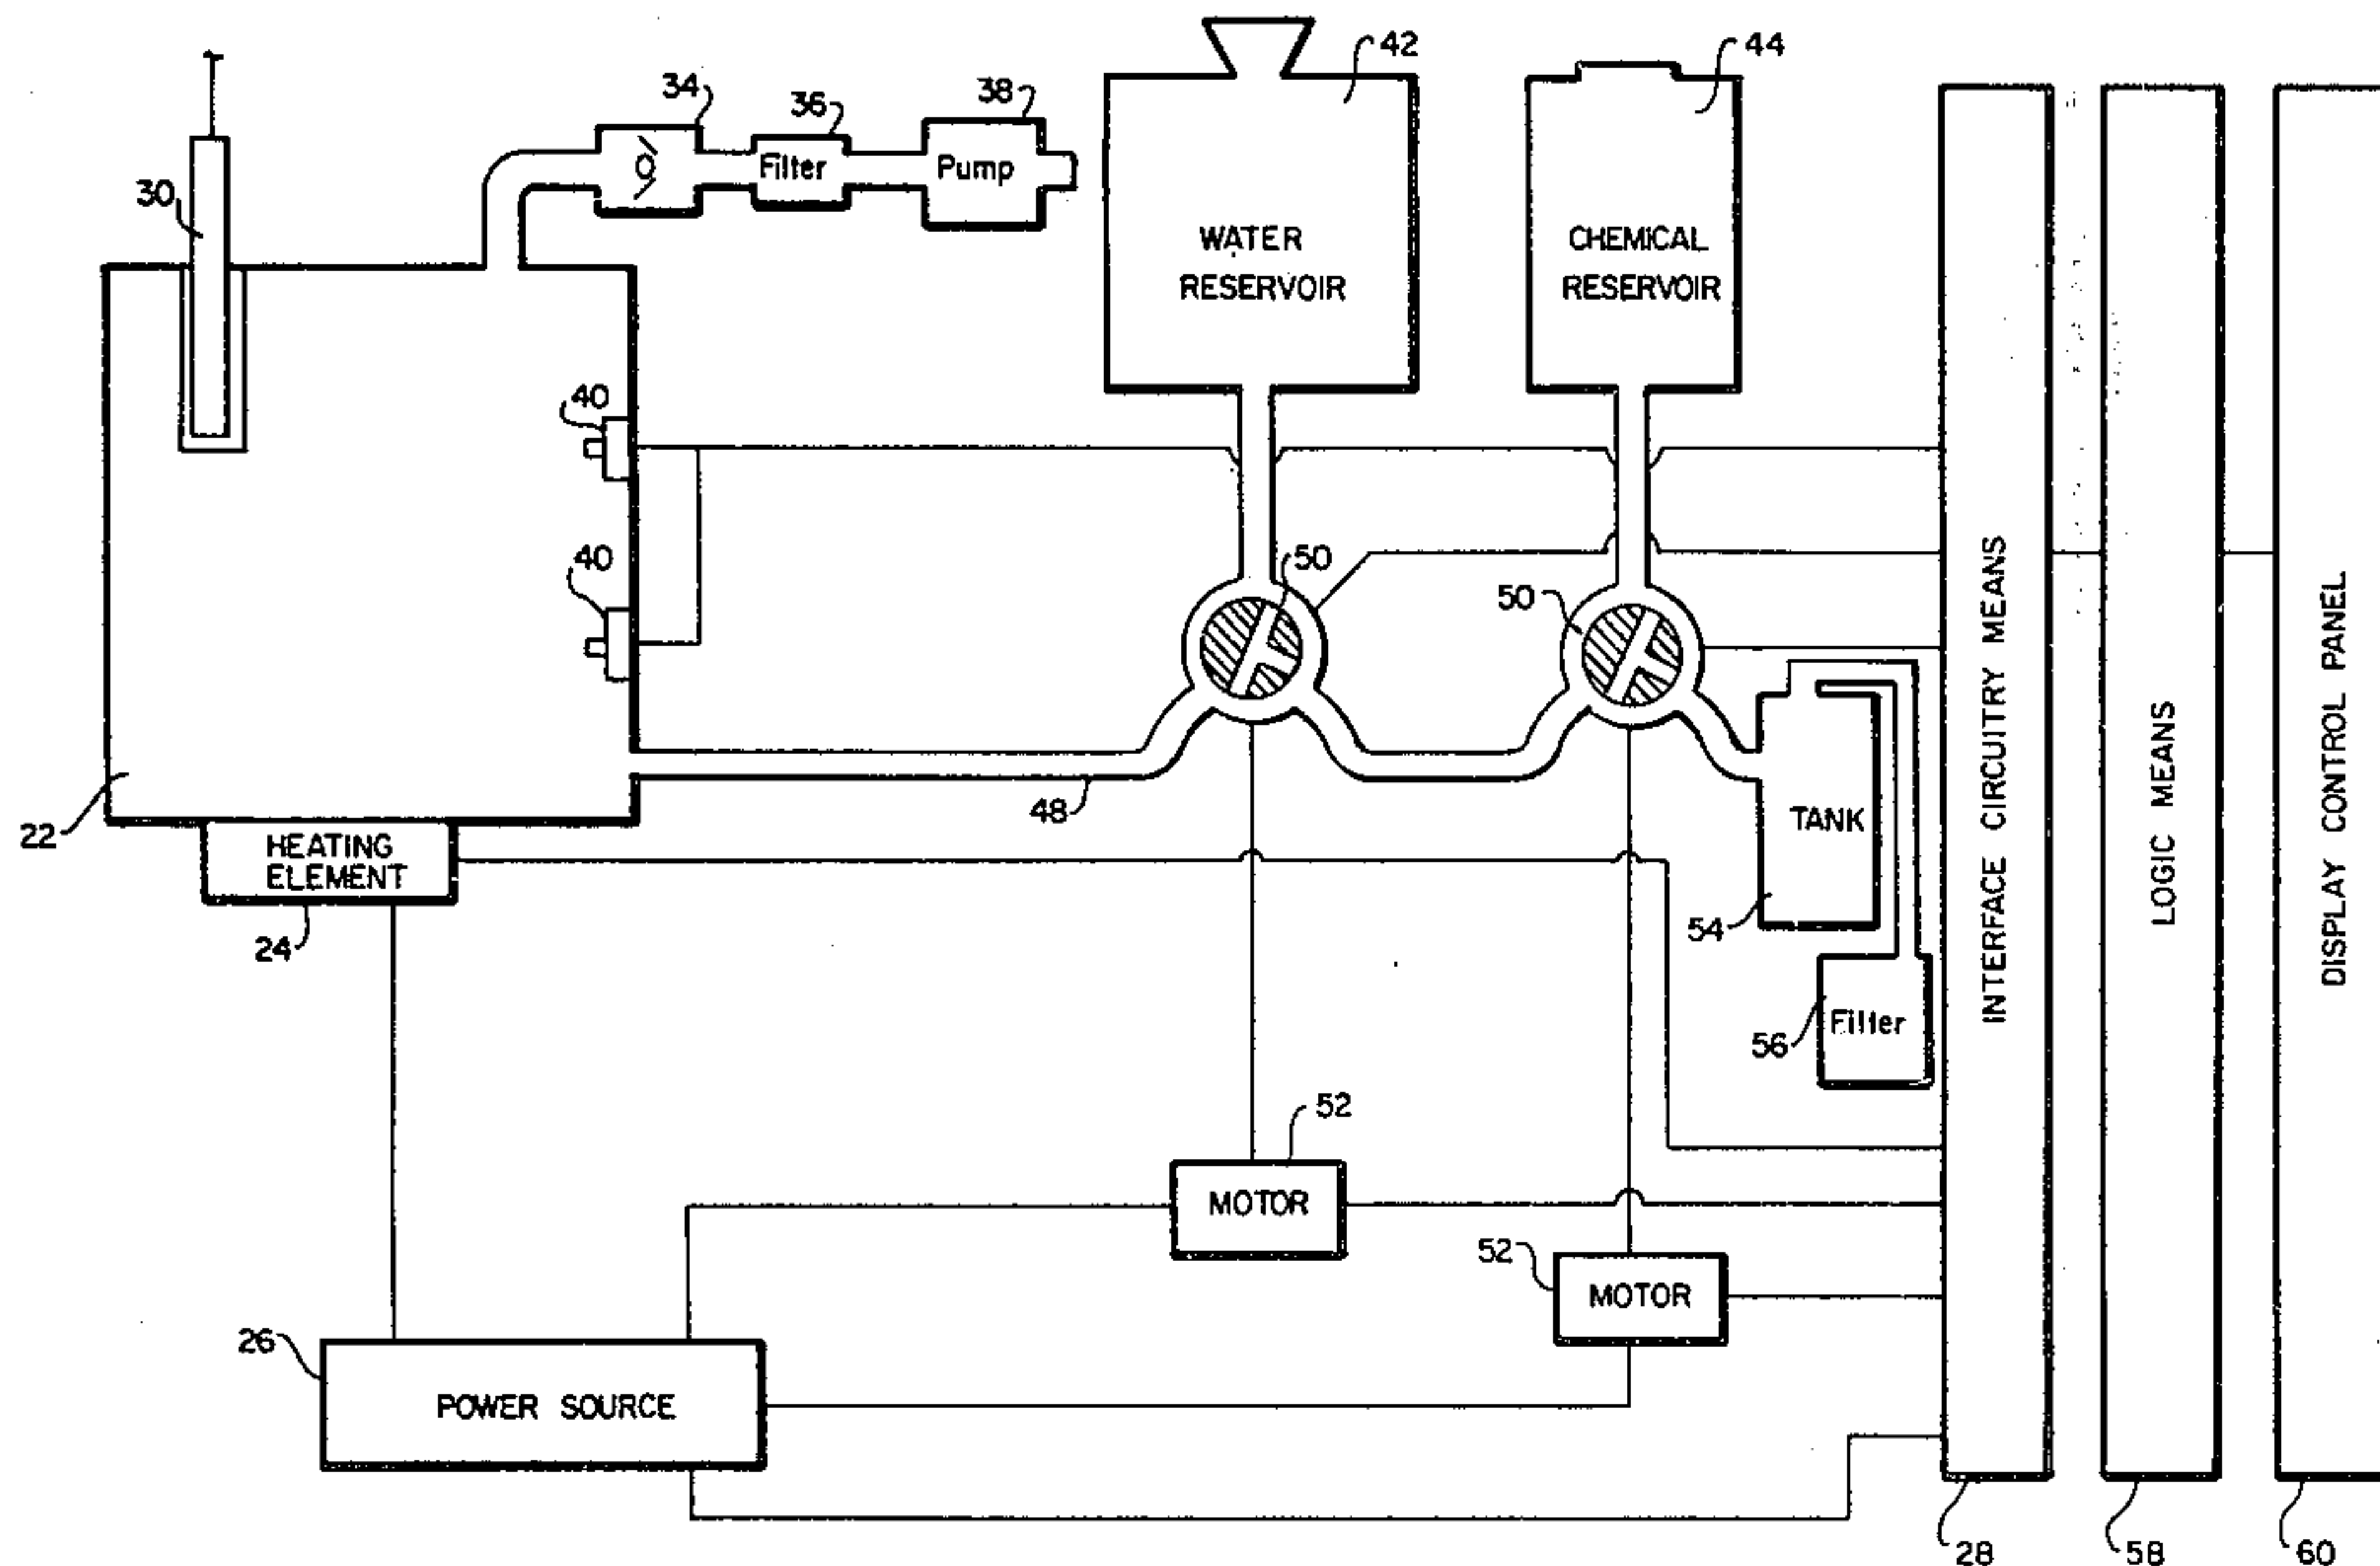 42
44
34
36
38
Filter
Pump
30
WATER
RESERVOIR
CHEMICAL
RESERVOIR
40
40
50
50
48
22
HEATING
ELEMENT
24
TANK
54
56
Filter
52
MOTOR
52
MOTOR
26
POWER SOURCE
INTERFACE CIRCUITRY MEANS
LOGIC MEANS
DISPLAY CONTROL PANEL
28
58
60